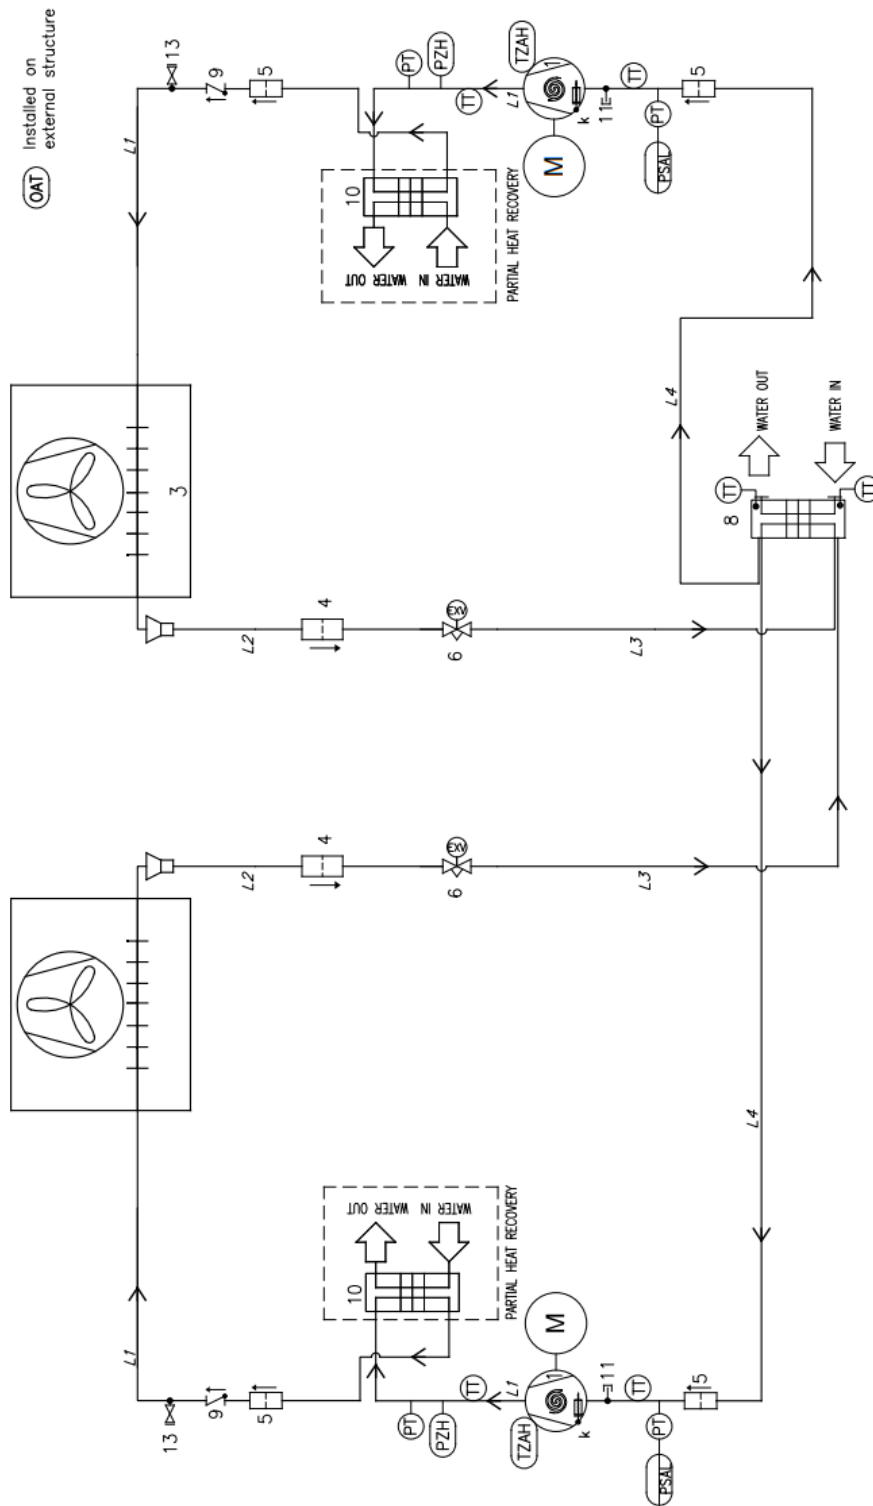 OAT
Installed on
external structure
L1
13
9
5
10
WATER OUT
WATER IN
PARTIAL HEAT RECOVERY
PT
PZH
TT
L1
TZAH
1
M
k
11
TT
PT
PSAL
5
3
L2
4
EXV
6
L3
L4
WATER OUT
WATER IN
TT
8
TT
L2
4
EXV
6
L3
L4
L1
13
9
5
10
WATER OUT
WATER IN
PARTIAL HEAT RECOVERY
PT
PZH
TT
L1
TZAH
1
M
k
11
TT
PT
PSAL
5